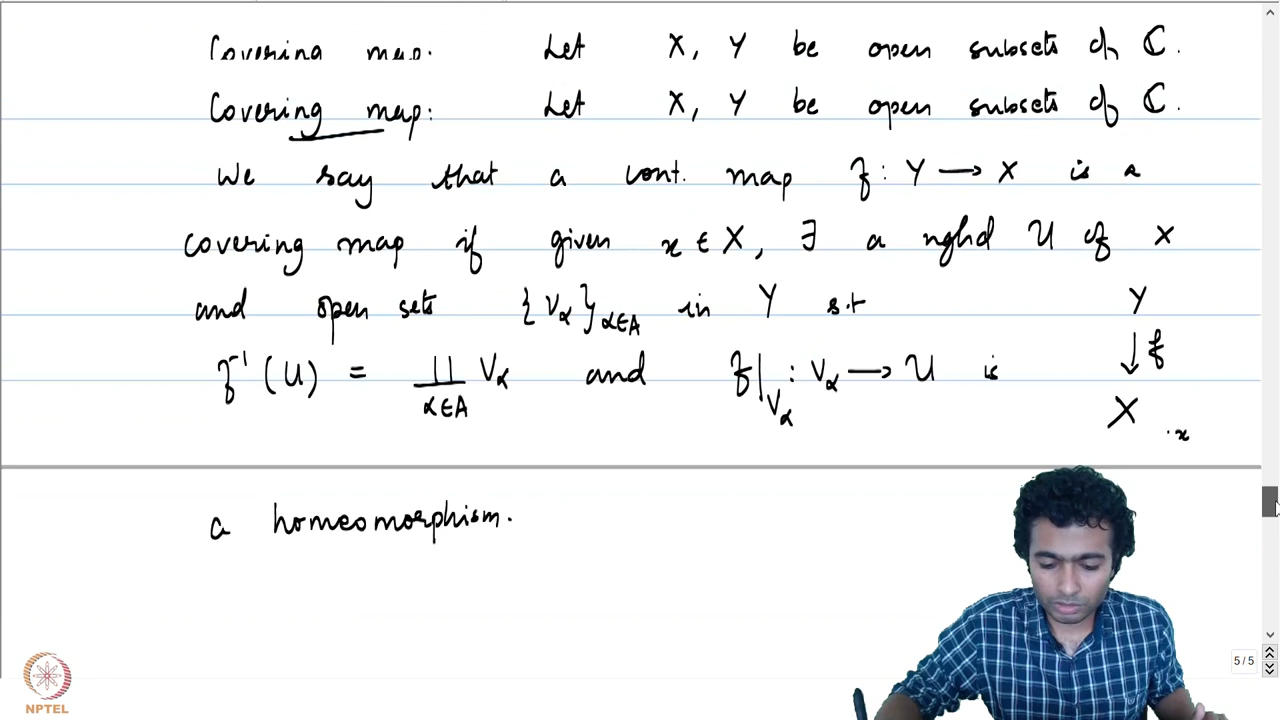 Covering map: Let X, Y be open subsets of ℂ.
Covering map: Let X, Y be open subsets of ℂ.
We say that a cont. map f : Y ⟶ X is a
covering map if given x ∈ X, ∃ a nghd U of x
and open sets {V_α}_{α∈A} in Y s.t
Y
↓ f
X
. x
f⁻¹(U) = ∐_{α∈A} V_α and f|_{V_α} : V_α ⟶ U is
a homeomorphism.
5 / 5
NPTEL